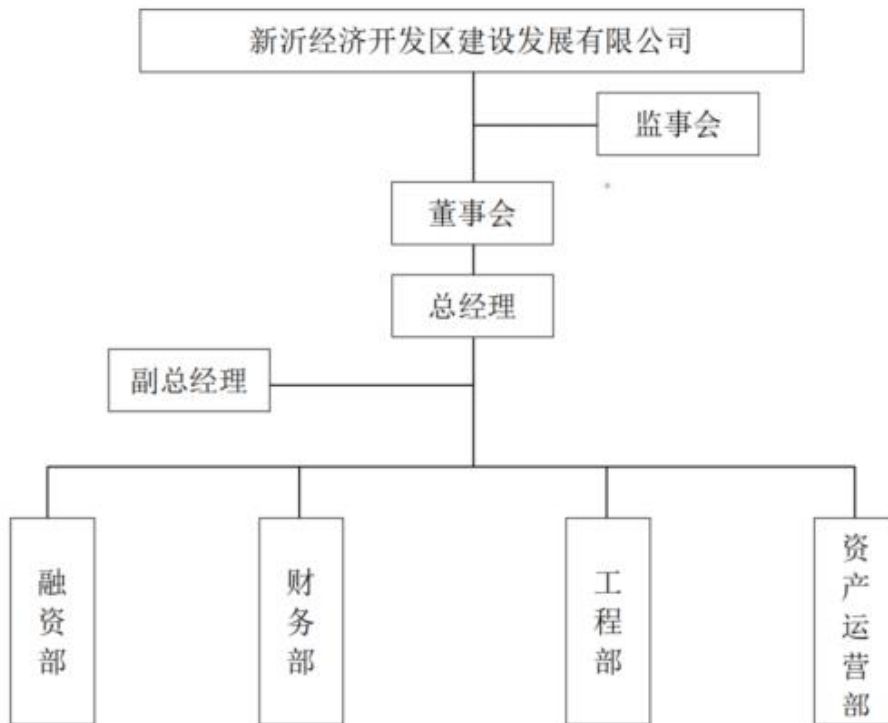 新沂经济开发区建设发展有限公司
监事会
董事会
总经理
副总经理
融资部
财务部
工程部
资产运营部